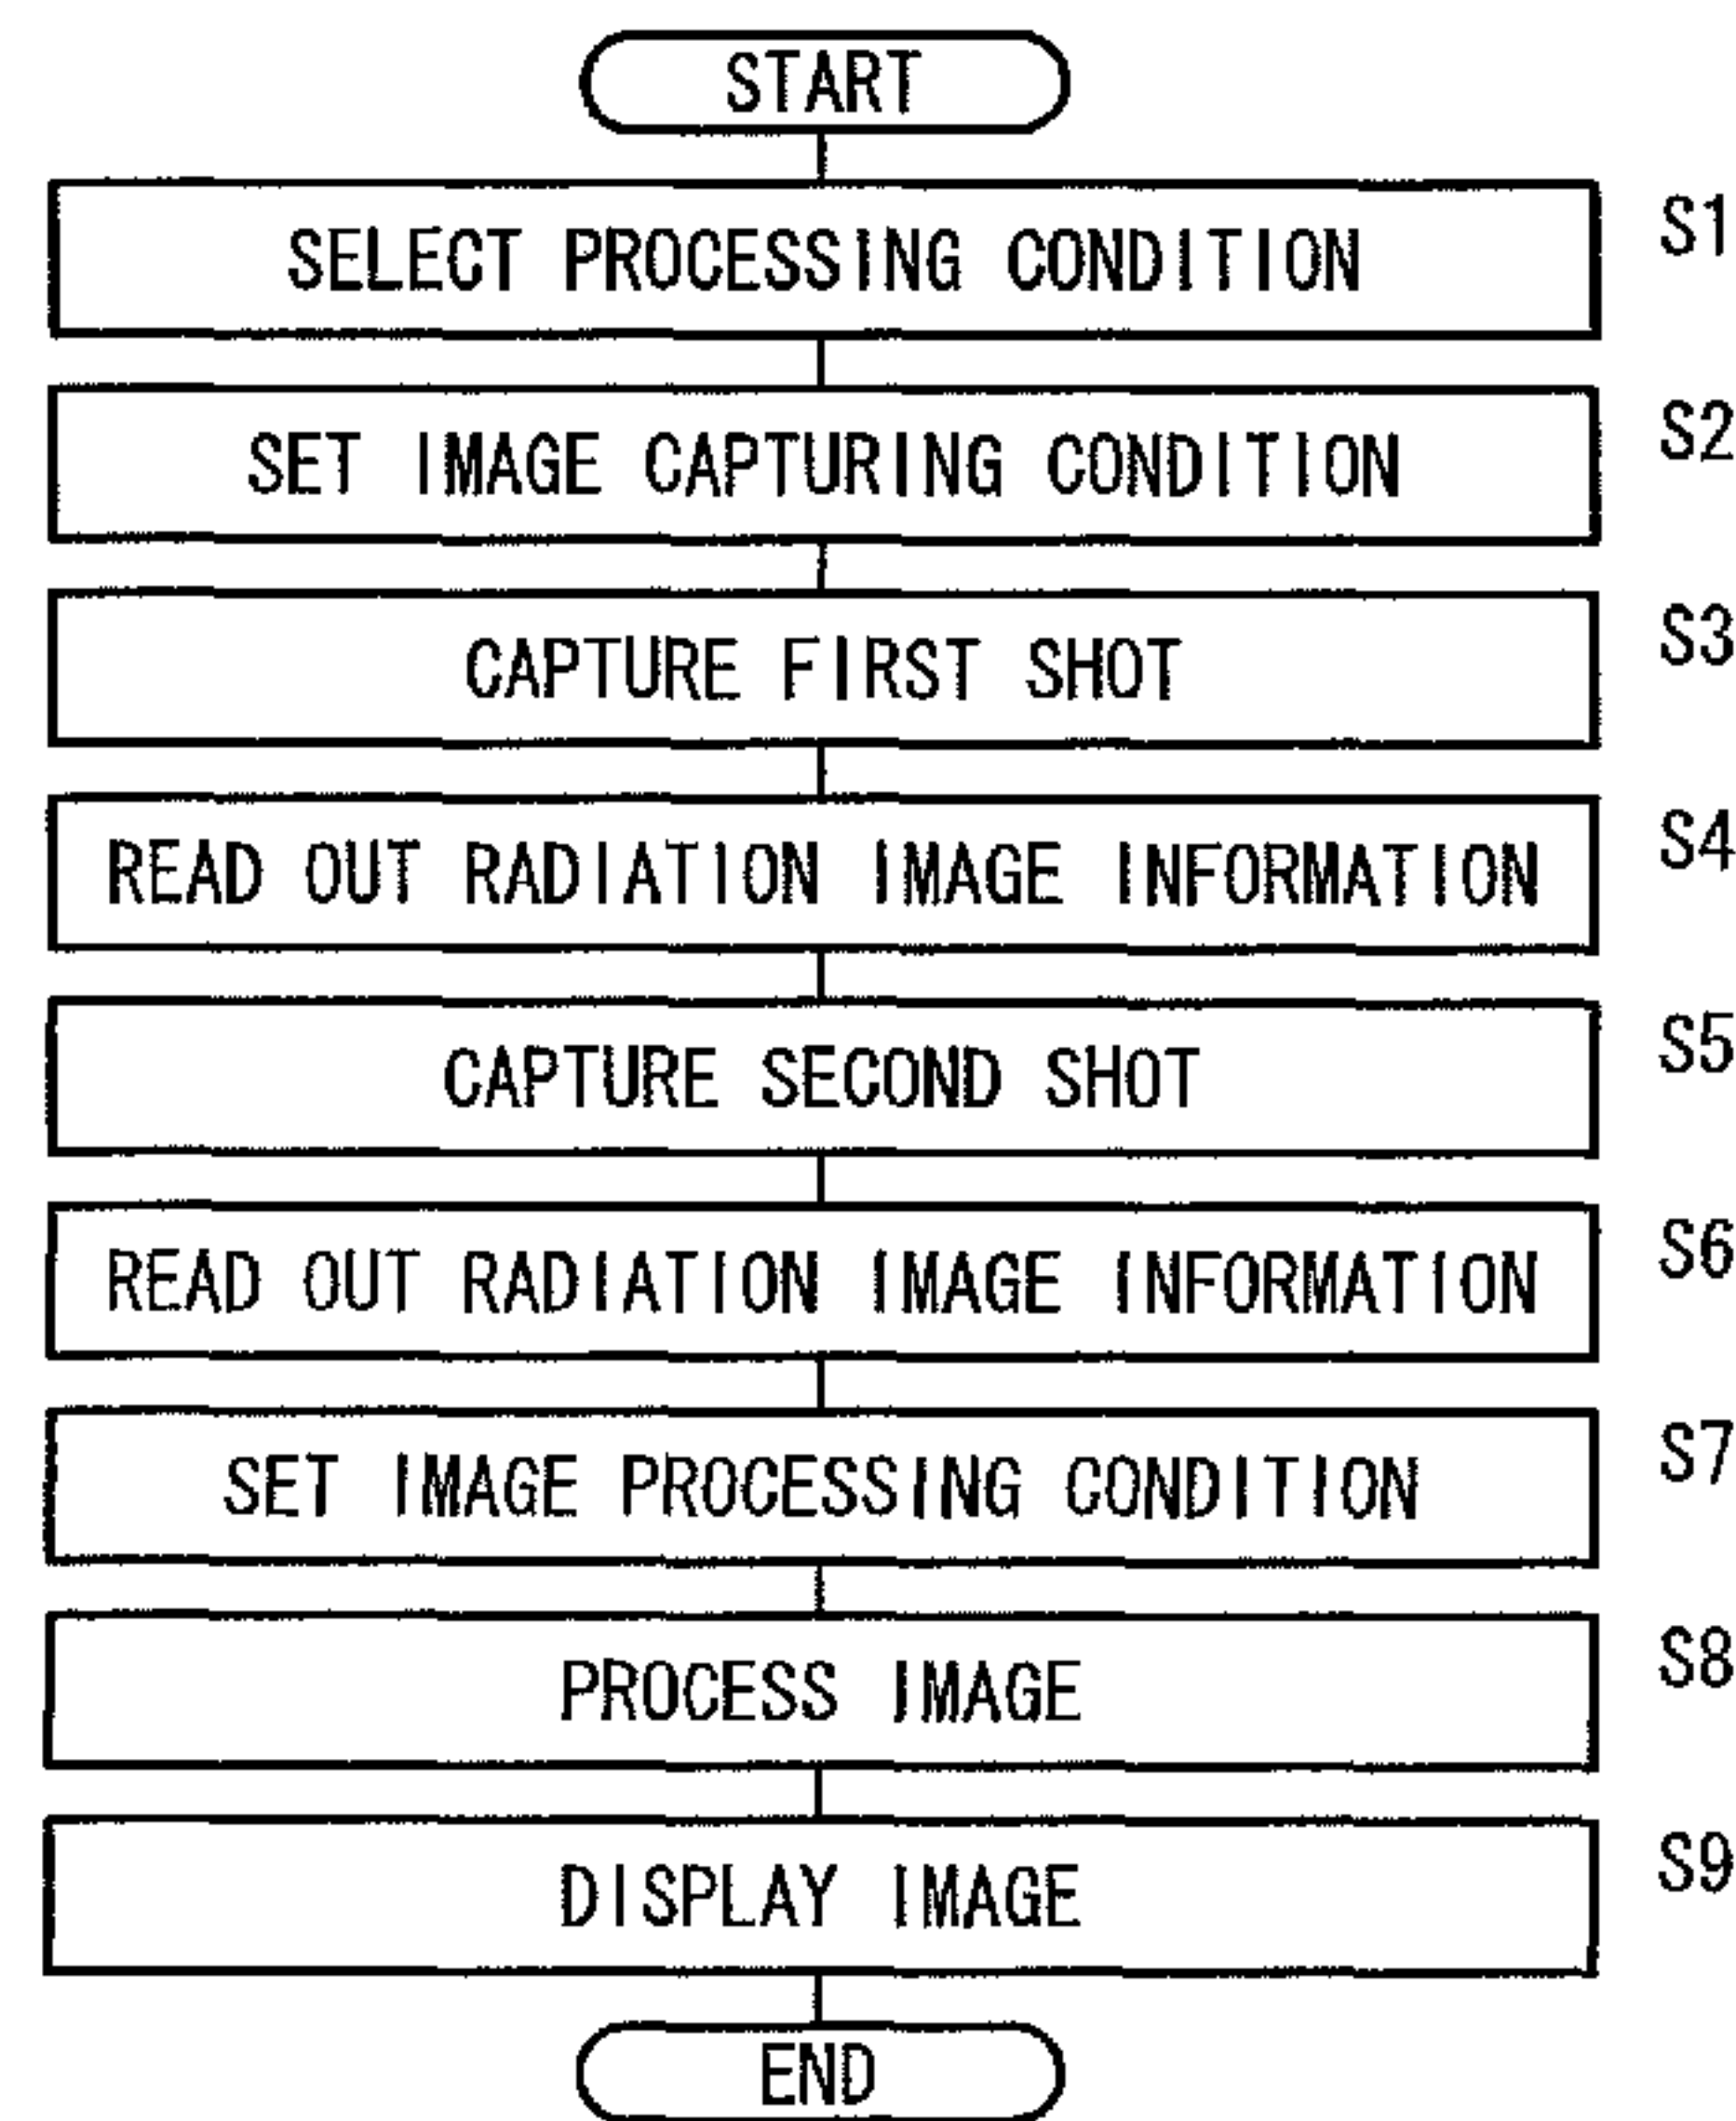 START
SELECT PROCESSING CONDITION S1
SET IMAGE CAPTURING CONDITION S2
CAPTURE FIRST SHOT S3
READ OUT RADIATION IMAGE INFORMATION S4
CAPTURE SECOND SHOT S5
READ OUT RADIATION IMAGE INFORMATION S6
SET IMAGE PROCESSING CONDITION S7
PROCESS IMAGE S8
DISPLAY IMAGE S9
END